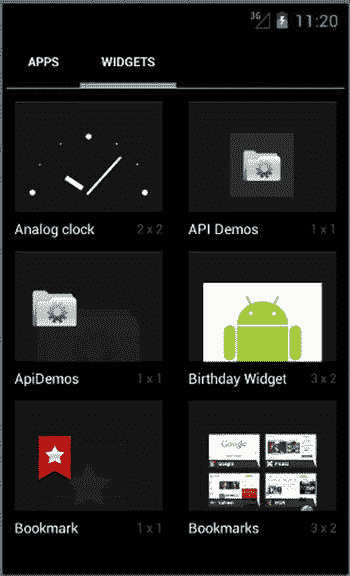 3G 11:20
APPS WIDGETS
Analog clock 2 x 2 API Demos 1 x 1
ApiDemos 1 x 1 Birthday Widget 3 x 2
Google
Bookmark 1 x 1 Bookmarks 3 x 2